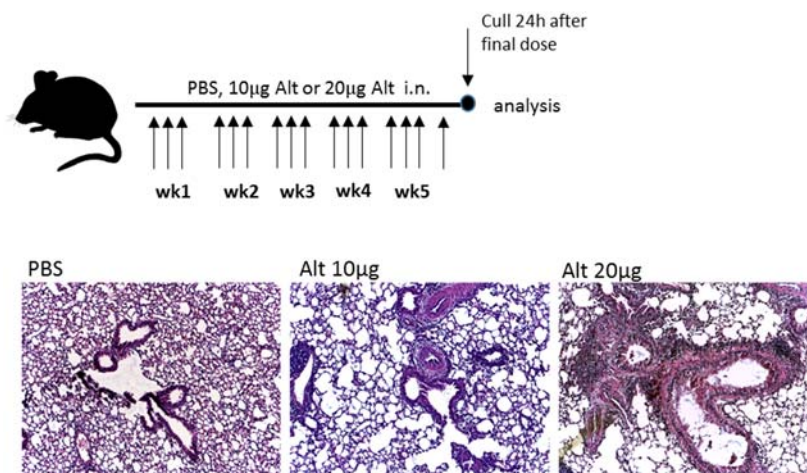 Cull 24h after
final dose
PBS, 10µg Alt or 20µg Alt i.n.
analysis
wk1 wk2 wk3 wk4 wk5
PBS Alt 10µg Alt 20µg